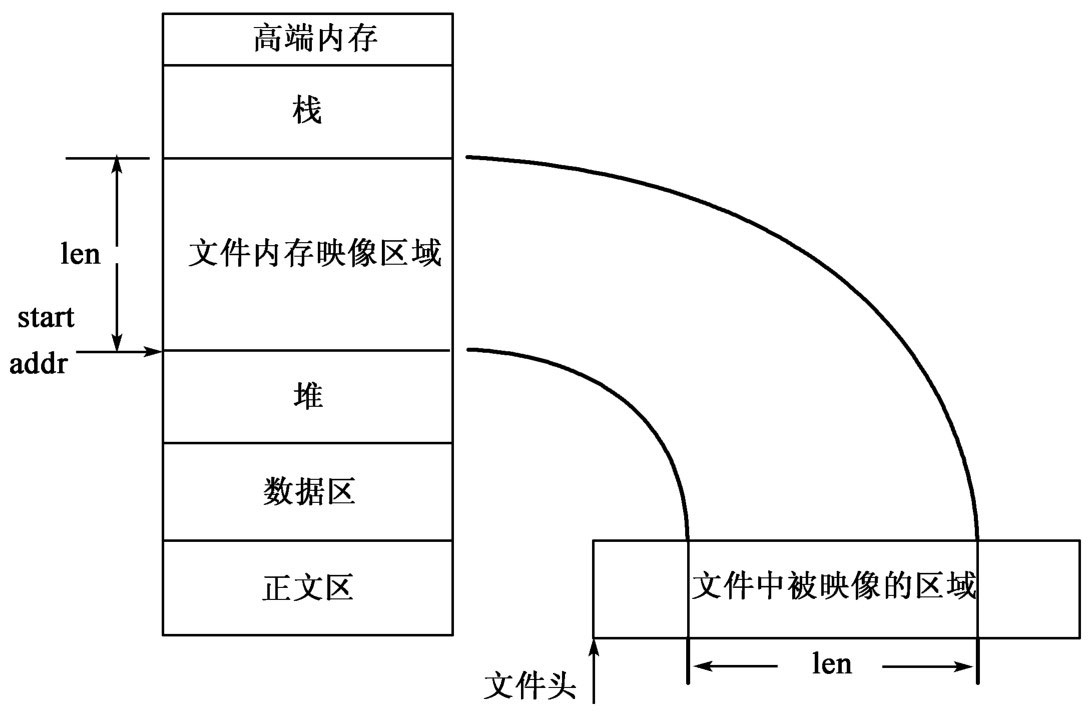 高端内存
栈
len
文件内存映像区域
start
addr
堆
数据区
正文区
文件中被映像的区域
len
文件头